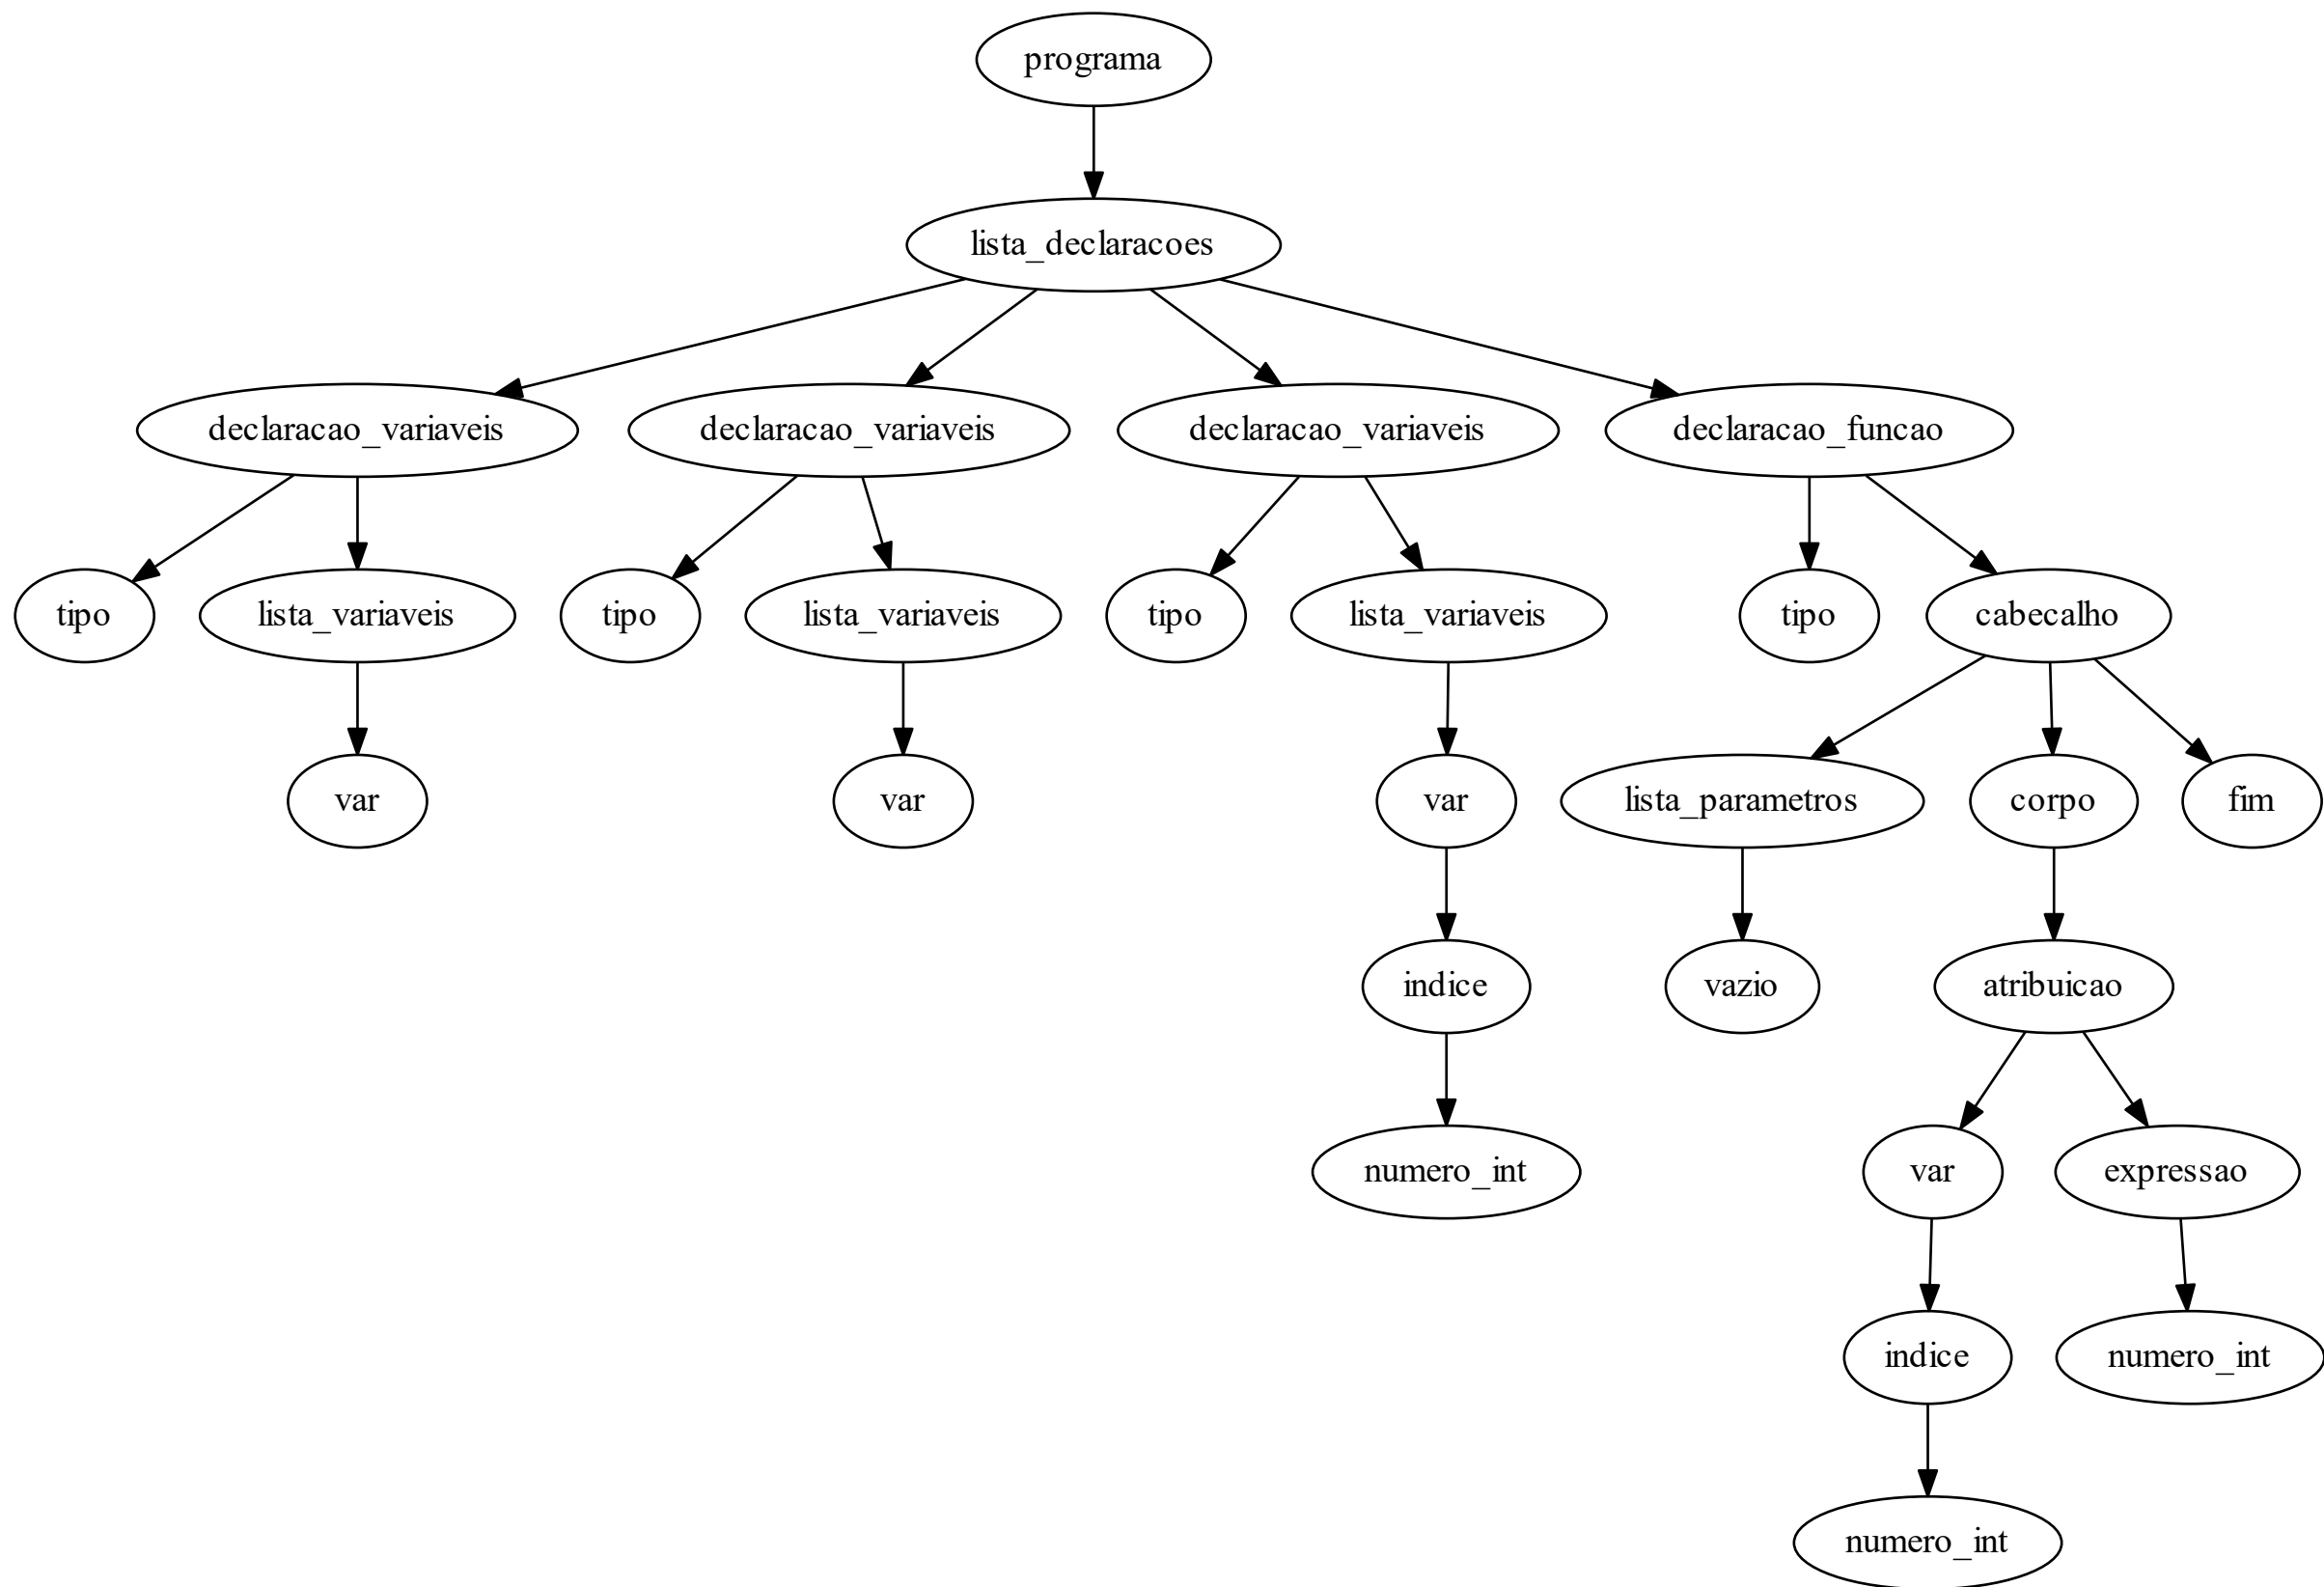 programa
lista_declaracoes
declaracao_variaveis
declaracao_variaveis
declaracao_variaveis
declaracao_funcao
tipo
lista_variaveis
tipo
lista_variaveis
tipo
lista_variaveis
tipo
cabecalho
var
var
var
lista_parametros
corpo
fim
indice
vazio
atribuicao
numero_int
var
expressao
indice
numero_int
numero_int